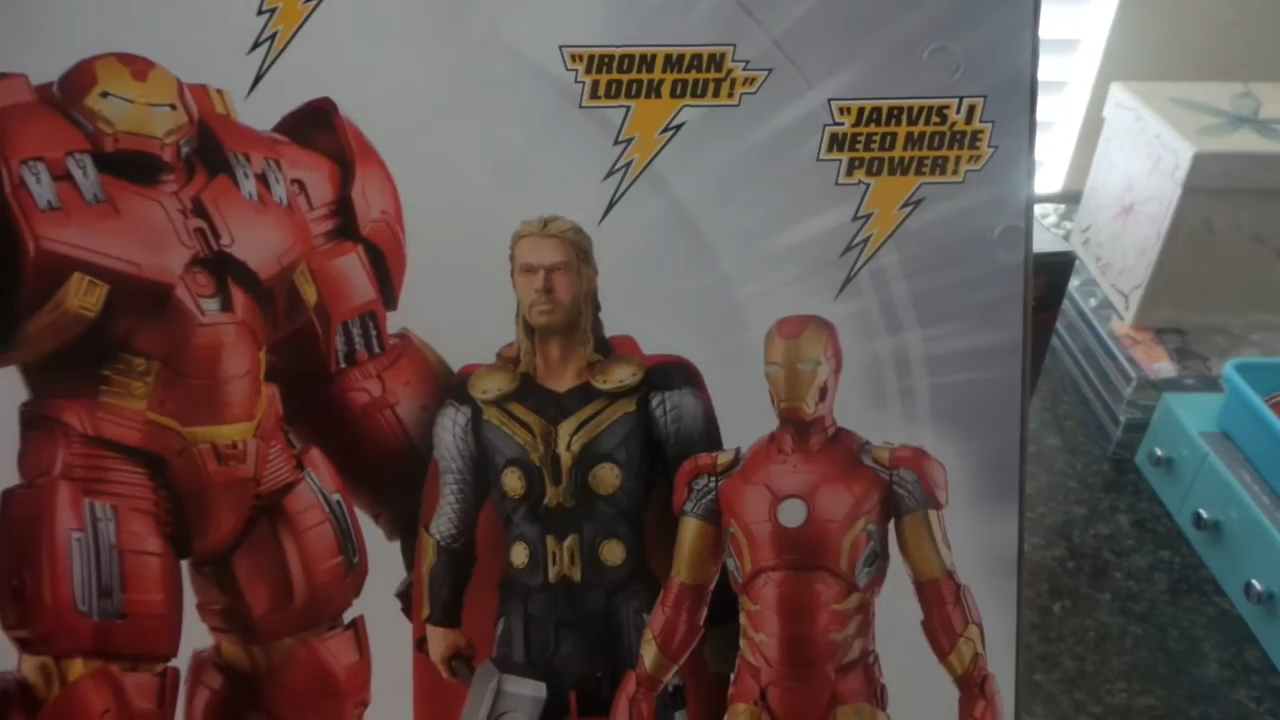 "IRON MAN,
LOOK OUT!"
"JARVIS, I
NEED MORE
POWER!"